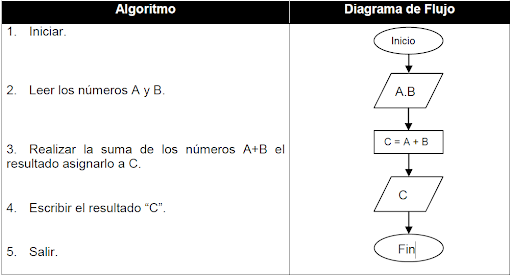 Algoritmo
Diagrama de Flujo
1. Iniciar.
Inicio
2. Leer los números A y B.
A.B
3. Realizar la suma de los números A+B el
resultado asignarlo a C.
C = A + B
4. Escribir el resultado “C”.
C
5. Salir.
Fin